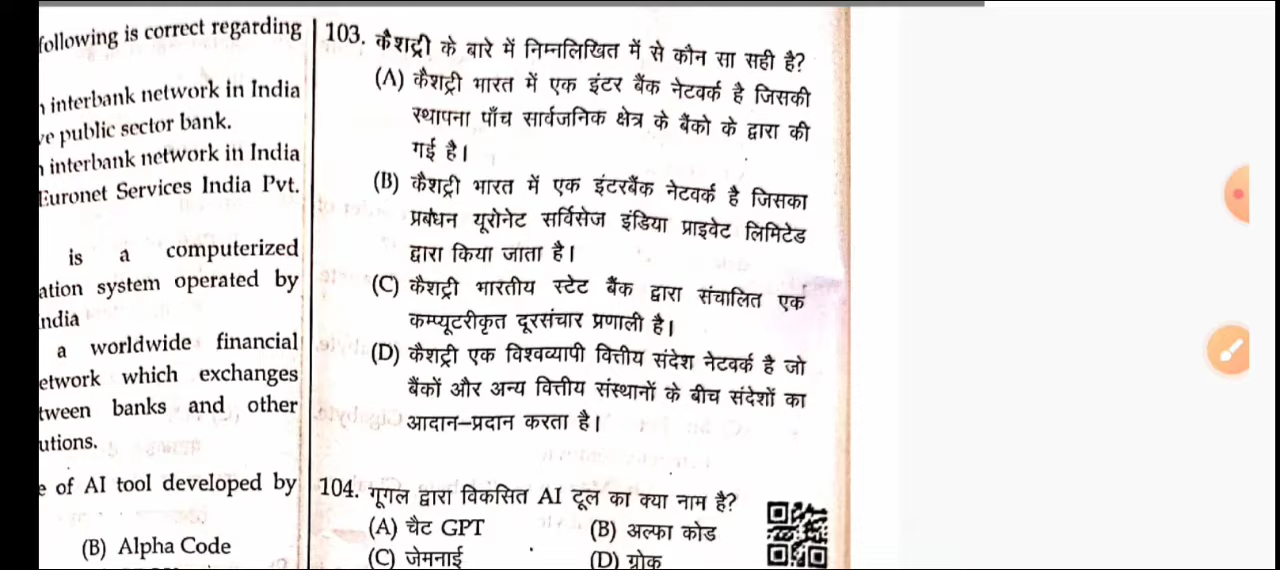 following is correct regarding
interbank network in India
public sector bank.
interbank network in India
Euronet Services India Pvt.
is a computerized
ation system operated by
India
a worldwide financial
etwork which exchanges
tween banks and other
utions.
of AI tool developed by
(B) Alpha Code
103. कैशट्री के बारे में निम्नलिखित में से कौन सा सही है?
(A) कैशट्री भारत में एक इंटर बैंक नेटवर्क है जिसकी
स्थापना पाँच सार्वजनिक क्षेत्र के बैंको के द्वारा की
गई है।
(B) कैशट्री भारत में एक इंटरबैंक नेटवर्क है जिसका
प्रबंधन यूरोनेट सर्विसेज इंडिया प्राइवेट लिमिटेड
द्वारा किया जाता है।
(C) कैशट्री भारतीय स्टेट बैंक द्वारा संचालित एक
कम्प्यूटरीकृत दूरसंचार प्रणाली है।
(D) कैशट्री एक विश्वव्यापी वित्तीय संदेश नेटवर्क है जो
बैंकों और अन्य वित्तीय संस्थानों के बीच संदेशों का
आदान–प्रदान करता है।
104. गूगल द्वारा विकसित AI टूल का क्या नाम है?
(A) चैट GPT (B) अल्फा कोड
(C) जेमनाई (D) ग्रोक